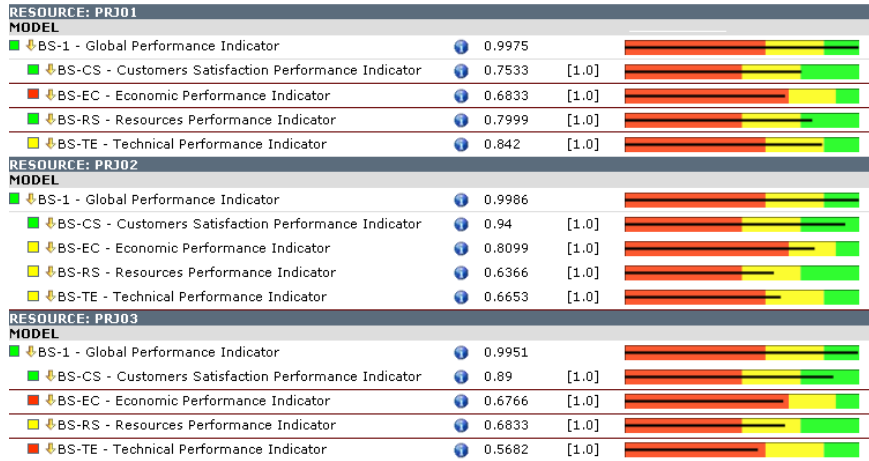 RESOURCE: PRJ01
MODEL
BS-1 - Global Performance Indicator 0.9975
BS-CS - Customers Satisfaction Performance Indicator 0.7533 [1.0]
BS-EC - Economic Performance Indicator 0.6833 [1.0]
BS-RS - Resources Performance Indicator 0.7999 [1.0]
BS-TE - Technical Performance Indicator 0.842 [1.0]
RESOURCE: PRJ02
MODEL
BS-1 - Global Performance Indicator 0.9986
BS-CS - Customers Satisfaction Performance Indicator 0.94 [1.0]
BS-EC - Economic Performance Indicator 0.8099 [1.0]
BS-RS - Resources Performance Indicator 0.6366 [1.0]
BS-TE - Technical Performance Indicator 0.6653 [1.0]
RESOURCE: PRJ03
MODEL
BS-1 - Global Performance Indicator 0.9951
BS-CS - Customers Satisfaction Performance Indicator 0.89 [1.0]
BS-EC - Economic Performance Indicator 0.6766 [1.0]
BS-RS - Resources Performance Indicator 0.6833 [1.0]
BS-TE - Technical Performance Indicator 0.5682 [1.0]